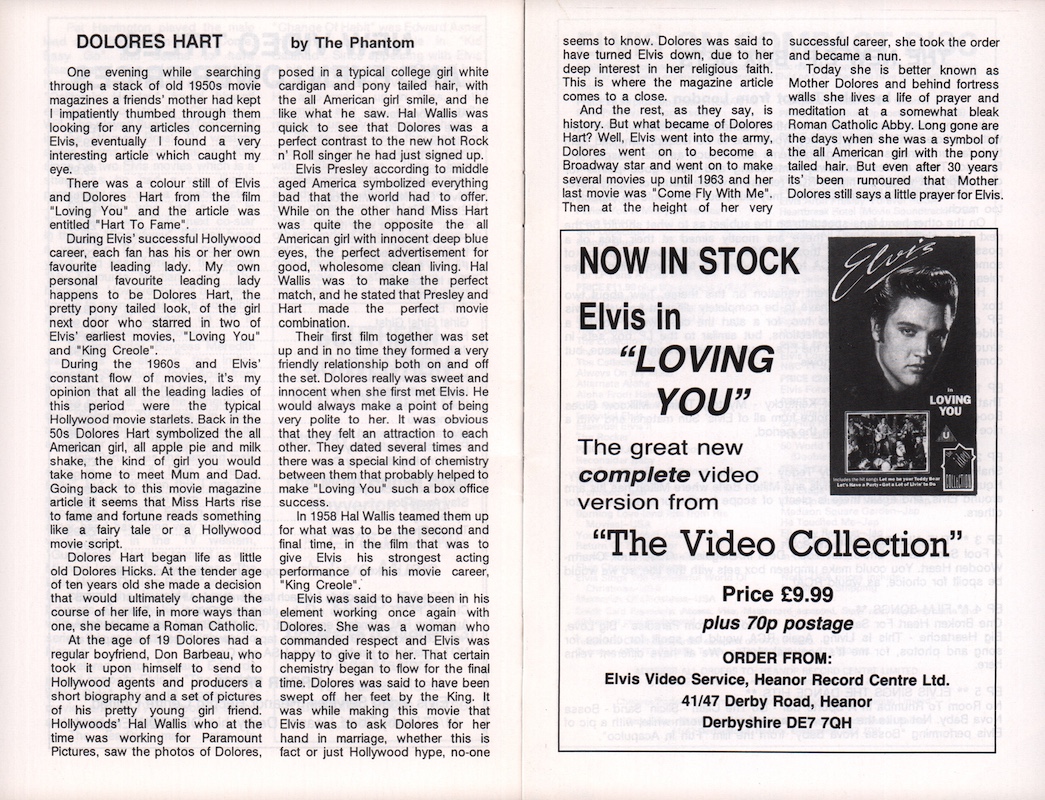 DOLORES HART by The Phantom
One evening while searching
through a stack of old 1950s movie
magazines a friends' mother had kept
I impatiently thumbed through them
looking for any articles concerning
Elvis, eventually I found a very
interesting article which caught my
eye.
There was a colour still of Elvis
and Dolores Hart from the film
"Loving You" and the article was
entitled "Hart To Fame".
During Elvis' successful Hollywood
career, each fan has his or her own
favourite leading lady. My own
personal favourite leading lady
happens to be Dolores Hart, the
pretty pony tailed look, of the girl
next door who starred in two of
Elvis' earliest movies, "Loving You"
and "King Creole".
During the 1960s and Elvis'
constant flow of movies, it's my
opinion that all the leading ladies of
this period were the typical
Hollywood movie starlets. Back in the
50s Dolores Hart symbolized the all
American girl, all apple pie and milk
shake, the kind of girl you would
take home to meet Mum and Dad.
Going back to this movie magazine
article it seems that Miss Harts rise
to fame and fortune reads something
like a fairy tale or a Hollywood
movie script.
Dolores Hart began life as little
old Dolores Hicks. At the tender age
of ten years old she made a decision
that would ultimately change the
course of her life, in more ways than
one, she became a Roman Catholic.
At the age of 19 Dolores had a
regular boyfriend, Don Barbeau, who
took it upon himself to send to
Hollywood agents and producers a
short biography and a set of pictures
of his pretty young girl friend.
Hollywoods' Hal Wallis who at the
time was working for Paramount
Pictures, saw the photos of Dolores,
posed in a typical college girl white
cardigan and pony tailed hair, with
the all American girl smile, and he
like what he saw. Hal Wallis was
quick to see that Dolores was a
perfect contrast to the new hot Rock
n' Roll singer he had just signed up.
Elvis Presley according to middle
aged America symbolized everything
bad that the world had to offer.
While on the other hand Miss Hart
was quite the opposite the all
American girl with innocent deep blue
eyes, the perfect advertisement for
good, wholesome clean living. Hal
Wallis was to make the perfect
match, and he stated that Presley and
Hart made the perfect movie
combination.
Their first film together was set
up and in no time they formed a very
friendly relationship both on and off
the set. Dolores really was sweet and
innocent when she first met Elvis. He
would always make a point of being
very polite to her. It was obvious
that they felt an attraction to each
other. They dated several times and
there was a special kind of chemistry
between them that probably helped to
make "Loving You" such a box office
success.
In 1958 Hal Wallis teamed them up
for what was to be the second and
final time, in the film that was to
give Elvis his strongest acting
performance of his movie career,
"King Creole".
Elvis was said to have been in his
element working once again with
Dolores. She was a woman who
commanded respect and Elvis was
happy to give it to her. That certain
chemistry began to flow for the final
time. Dolores was said to have been
swept off her feet by the King. It
was while making this movie that
Elvis was to ask Dolores for her
hand in marriage, whether this is
fact or just Hollywood hype, no-one
seems to know. Dolores was said to
have turned Elvis down, due to her
deep interest in her religious faith.
This is where the magazine article
comes to a close.
And the rest, as they say, is
history. But what became of Dolores
Hart? Well, Elvis went into the army,
Dolores went on to become a
Broadway star and went on to make
several movies up until 1963 and her
last movie was "Come Fly With Me".
Then at the height of her very
successful career, she took the order
and became a nun.
Today she is better known as
Mother Dolores and behind fortress
walls she lives a life of prayer and
meditation at a somewhat bleak
Roman Catholic Abby. Long gone are
the days when she was a symbol of
the all American girl with the pony
tailed hair. But even after 30 years
its' been rumoured that Mother
Dolores still says a little prayer for Elvis.
NOW IN STOCK
Elvis in
"LOVING
YOU"
The great new
complete video
version from
"The Video Collection"
Price £9.99
plus 70p postage
ORDER FROM:
Elvis Video Service, Heanor Record Centre Ltd.
41/47 Derby Road, Heanor
Derbyshire DE7 7QH
Elvis
in
LOVING
YOU
U
Includes the hit songs Let me be your Teddy Bear
Let's Have a Party • Got a Lot of Livin' to Do